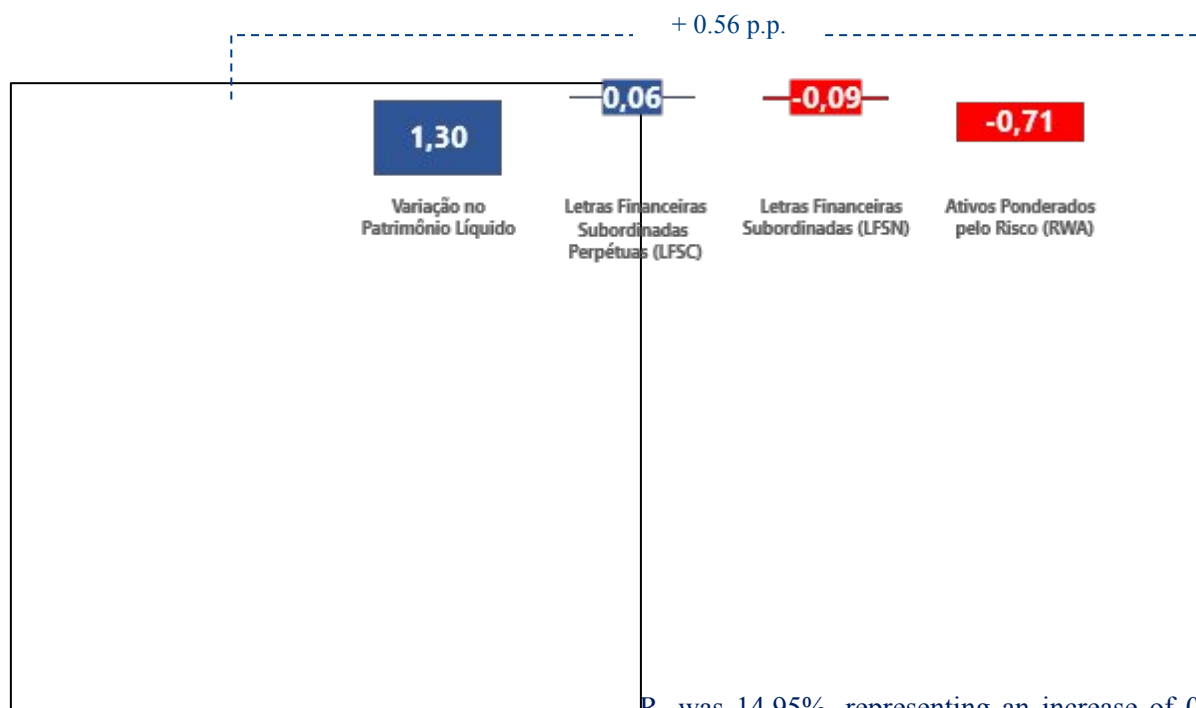 + 0.56 p.p.
1,30
0,06
-0,09
-0,71
Variação no
Patrimônio Líquido
Letras Financeiras
Subordinadas
Perpétuas (LFSC)
Letras Financeiras
Subordinadas (LFSN)
Ativos Ponderados
pelo Risco (RWA)
was 14.95%, representing an increase of